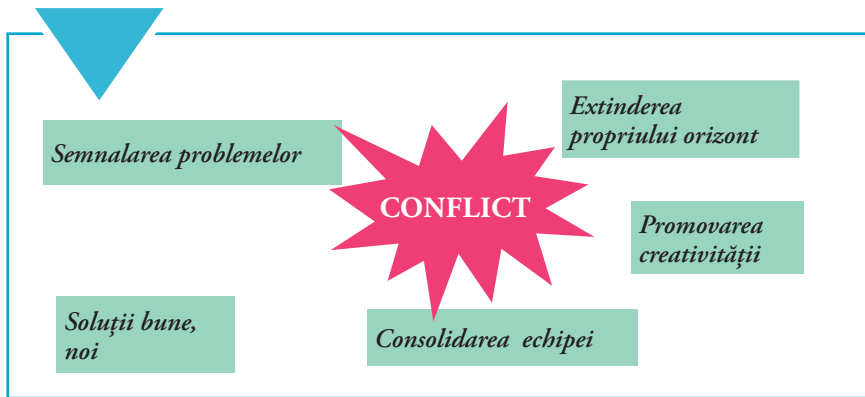 Semnalarea problemelor
Extinderea
propriului orizont
CONFLICT
Promovarea
creativității
Soluții bune,
noi
Consolidarea echipei